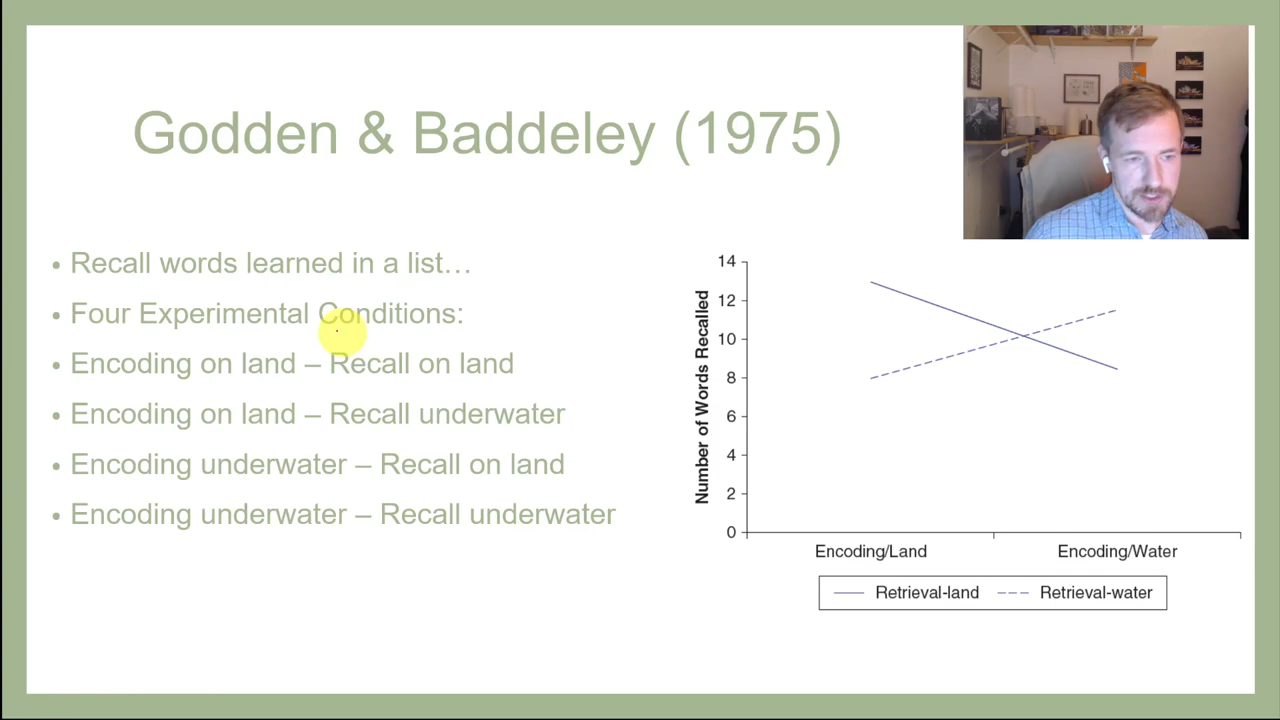 Godden & Baddeley (1975)
• Recall words learned in a list…
• Four Experimental Conditions:
• Encoding on land – Recall on land
• Encoding on land – Recall underwater
• Encoding underwater – Recall on land
• Encoding underwater – Recall underwater
Number of Words Recalled
14
12
10
8
6
4
2
0
Encoding/Land Encoding/Water
Retrieval-land Retrieval-water